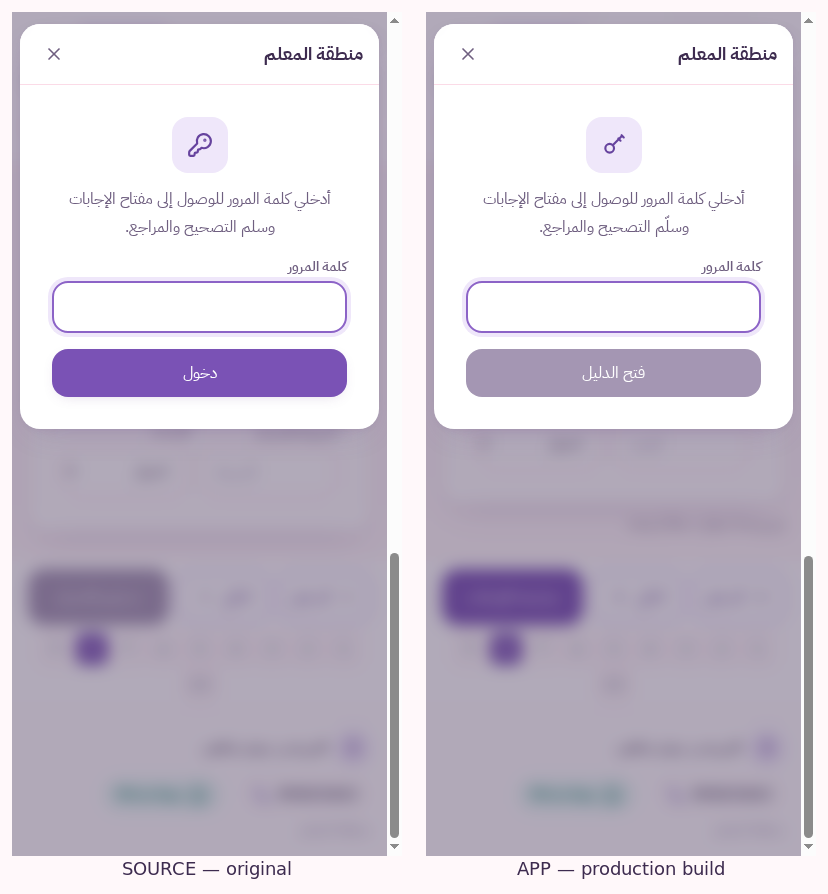 منطقة المعلم
أدخلي كلمة المرور للوصول إلى مفتاح الإجابات
وسلم التصحيح والمراجع.
كلمة المرور
دخول
SOURCE — original
منطقة المعلم
أدخلي كلمة المرور للوصول إلى مفتاح الإجابات
وسلّم التصحيح والمراجع.
كلمة المرور
فتح الدليل
APP — production build